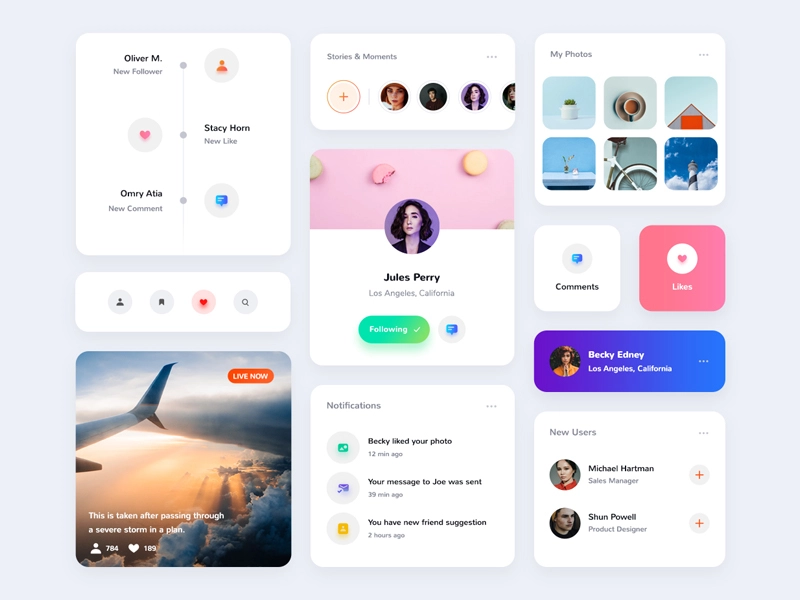 Oliver M.
New Follower
Stacy Horn
New Like
Omry Atia
New Comment
LIVE NOW
This is taken after passing through
a severe storm in a plan.
784
189
Stories & Moments
Jules Perry
Los Angeles, California
Following
Notifications
Becky liked your photo
12 min ago
Your message to Joe was sent
39 min ago
You have new friend suggestion
2 hours ago
My Photos
Comments
Likes
Becky Edney
Los Angeles, California
New Users
Michael Hartman
Sales Manager
Shun Powell
Product Designer